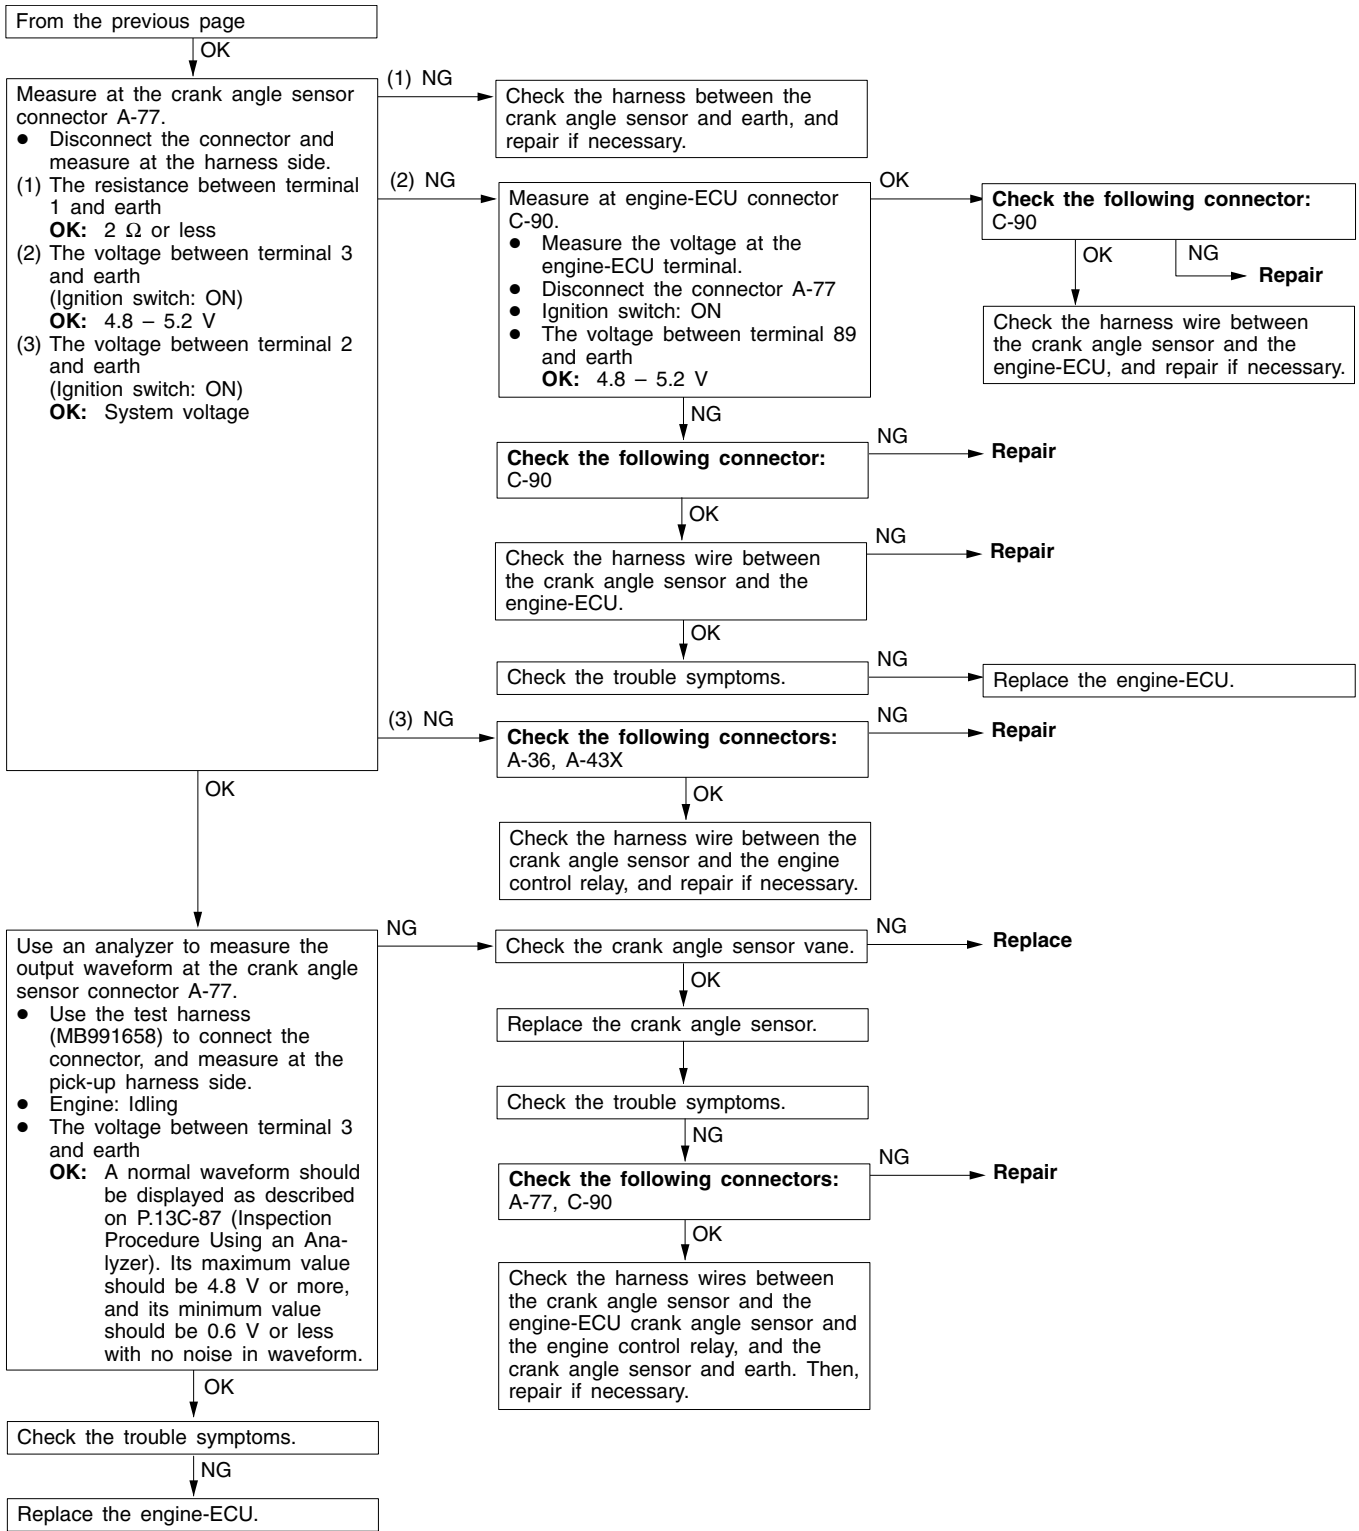 From the previous page
OK
Measure at the crank angle sensor
connector A-77.
● Disconnect the connector and
measure at the harness side.
(1) The resistance between terminal
1 and earth
OK: 2 Ω or less
(2) The voltage between terminal 3
and earth
(Ignition switch: ON)
OK: 4.8 – 5.2 V
(3) The voltage between terminal 2
and earth
(Ignition switch: ON)
OK: System voltage
(1) NG
Check the harness between the
crank angle sensor and earth, and
repair if necessary.
(2) NG
Measure at engine-ECU connector
C-90.
● Measure the voltage at the
engine-ECU terminal.
● Disconnect the connector A-77
● Ignition switch: ON
● The voltage between terminal 89
and earth
OK: 4.8 – 5.2 V
OK
Check the following connector:
C-90
OK
NG
Repair
Check the harness wire between
the crank angle sensor and the
engine-ECU, and repair if necessary.
NG
Check the following connector:
C-90
NG
Repair
OK
Check the harness wire between
the crank angle sensor and the
engine-ECU.
NG
Repair
OK
Check the trouble symptoms.
NG
Replace the engine-ECU.
(3) NG
Check the following connectors:
A-36, A-43X
NG
Repair
OK
Check the harness wire between the
crank angle sensor and the engine
control relay, and repair if necessary.
OK
Use an analyzer to measure the
output waveform at the crank angle
sensor connector A-77.
● Use the test harness
(MB991658) to connect the
connector, and measure at the
pick-up harness side.
● Engine: Idling
● The voltage between terminal 3
and earth
OK: A normal waveform should
be displayed as described
on P.13C-87 (Inspection
Procedure Using an Ana-
lyzer). Its maximum value
should be 4.8 V or more,
and its minimum value
should be 0.6 V or less
with no noise in waveform.
NG
Check the crank angle sensor vane.
NG
Replace
OK
Replace the crank angle sensor.
Check the trouble symptoms.
NG
Check the following connectors:
A-77, C-90
NG
Repair
OK
Check the harness wires between
the crank angle sensor and the
engine-ECU crank angle sensor and
the engine control relay, and the
crank angle sensor and earth. Then,
repair if necessary.
OK
Check the trouble symptoms.
NG
Replace the engine-ECU.